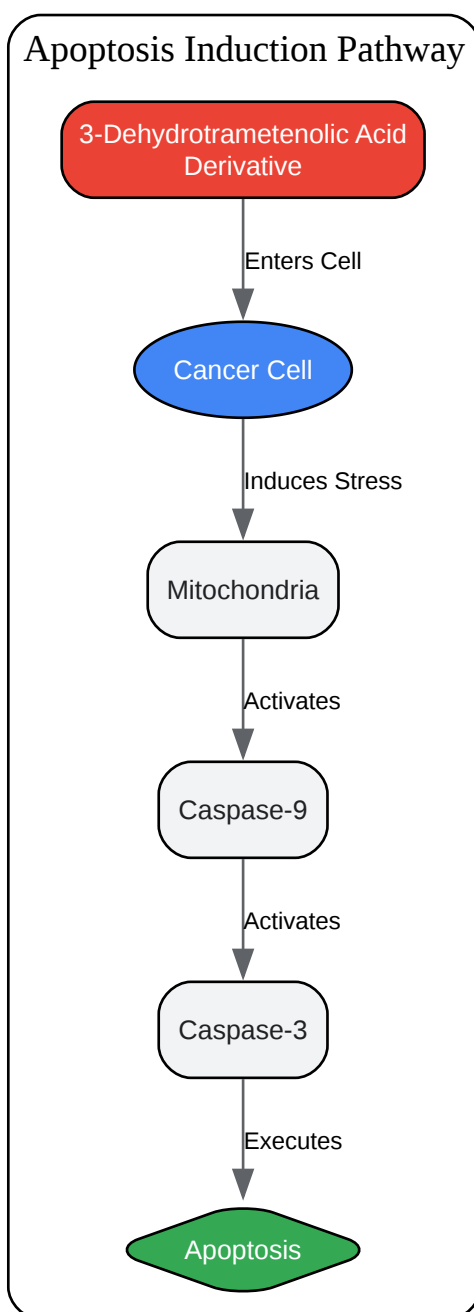 Apoptosis Induction Pathway
3-Dehydrotrametenolic Acid
Derivative
Enters Cell
Cancer Cell
Induces Stress
Mitochondria
Activates
Caspase-9
Activates
Caspase-3
Executes
Apoptosis